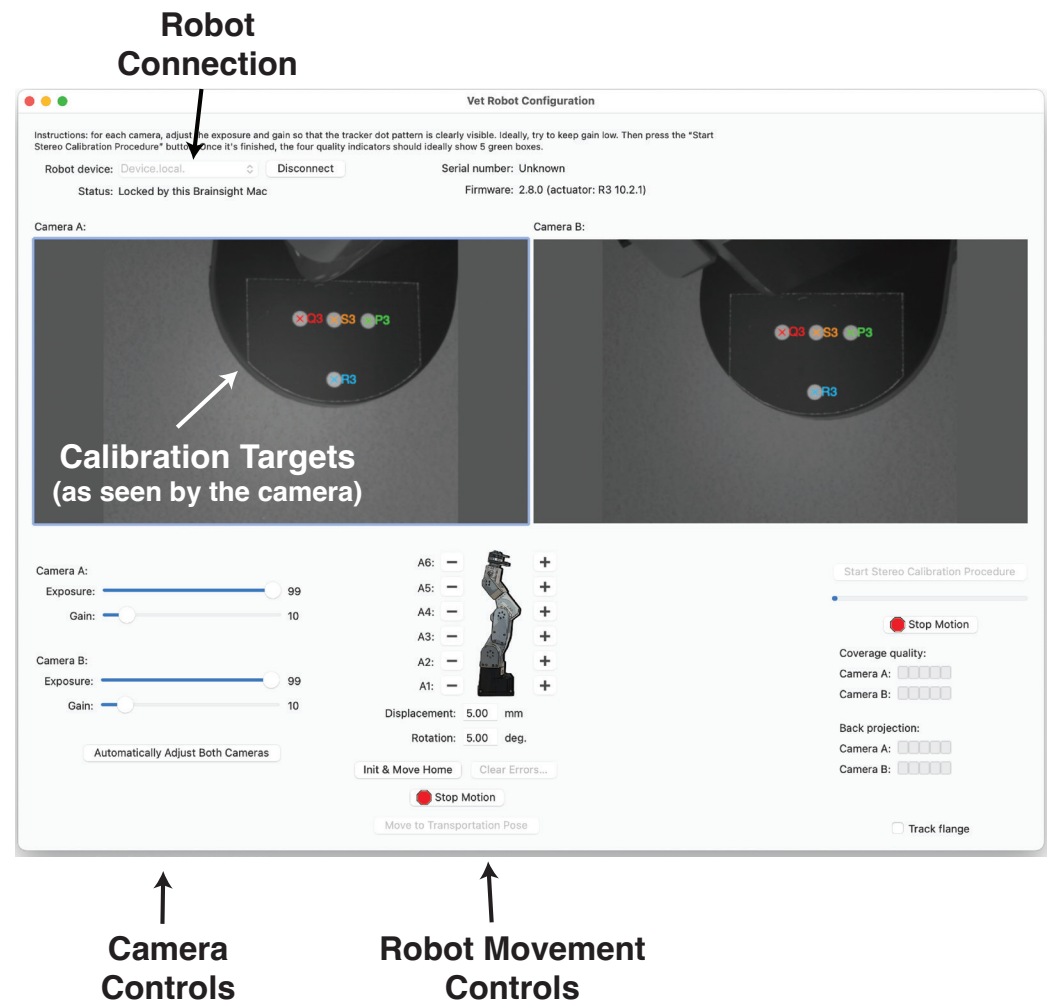 Robot
Connection
Vet Robot Configuration
Instructions: for each camera, adjust the exposure and gain so that the tracker dot pattern is clearly visible. Ideally, try to keep gain low. Then press the "Start
Stereo Calibration Procedure" button. Once it's finished, the four quality indicators should ideally show 5 green boxes.
Robot device: Device.local. Disconnect Serial number: Unknown
Status: Locked by this Brainsight Mac Firmware: 2.8.0 (actuator: R3 10.2.1)
Camera A: Camera B:
Q3 S3 P3
R3
Q3 S3 P3
R3
Calibration Targets
(as seen by the camera)
Camera A:
Exposure: 99
Gain: 10
Camera B:
Exposure: 99
Gain: 10
Automatically Adjust Both Cameras
A6: − +
A5: − +
A4: − +
A3: − +
A2: − +
A1: − +
Displacement: 5.00 mm
Rotation: 5.00 deg.
Init & Move Home Clear Errors...
Stop Motion
Move to Transportation Pose
Start Stereo Calibration Procedure
Stop Motion
Coverage quality:
Camera A:
Camera B:
Back projection:
Camera A:
Camera B:
Track flange
Camera
Controls
Robot Movement
Controls